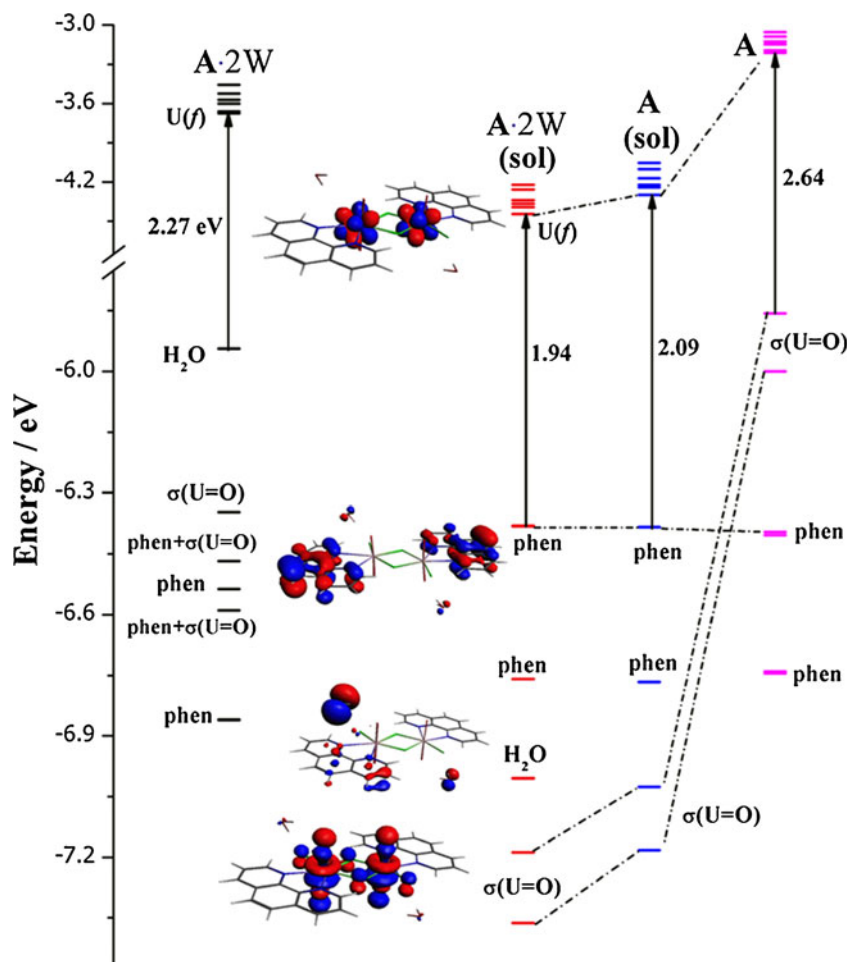 -3.0
-3.6
-4.2
-6.0
-6.3
-6.6
-6.9
-7.2
Energy / eV
A·2W
U(f)
2.27 eV
H₂O
σ(U=O)
phen+σ(U=O)
phen
phen+σ(U=O)
phen
A·2W
(sol)
U(f)
1.94
phen
phen
H₂O
σ(U=O)
A
(sol)
2.09
phen
phen
σ(U=O)
A
2.64
σ(U=O)
phen
phen